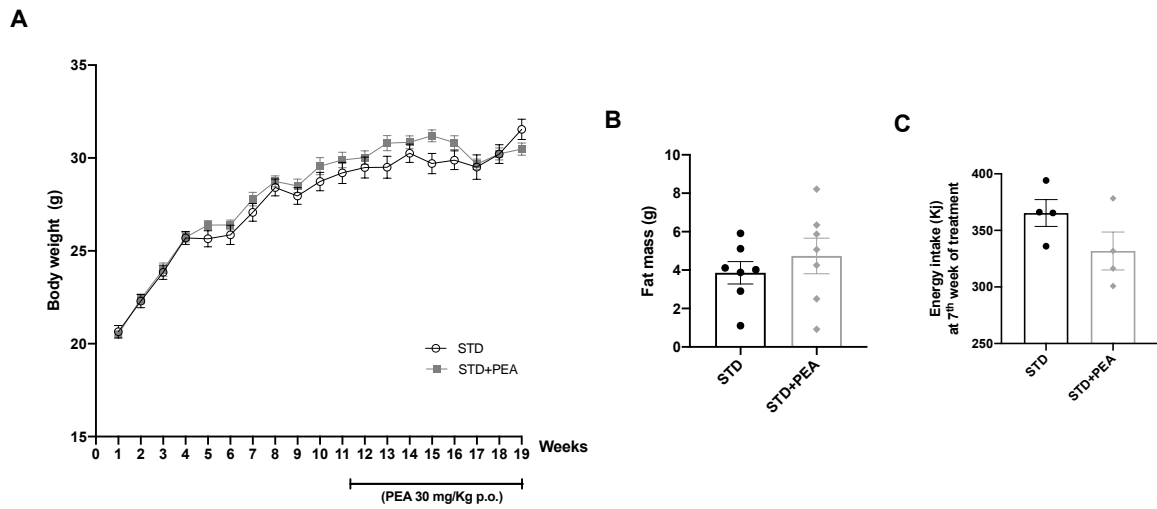 A
35
30
25
20
15
Body weight (g)
STD
STD+PEA
0 1 2 3 4 5 6 7 8 9 10 11 12 13 14 15 16 17 18 19 Weeks
(PEA 30 mg/Kg p.o.)
B
10
8
6
4
2
0
Fat mass (g)
STD
STD+PEA
C
400
350
300
250
Energy intake (Kj)
at 7th week of treatment
STD
STD+PEA